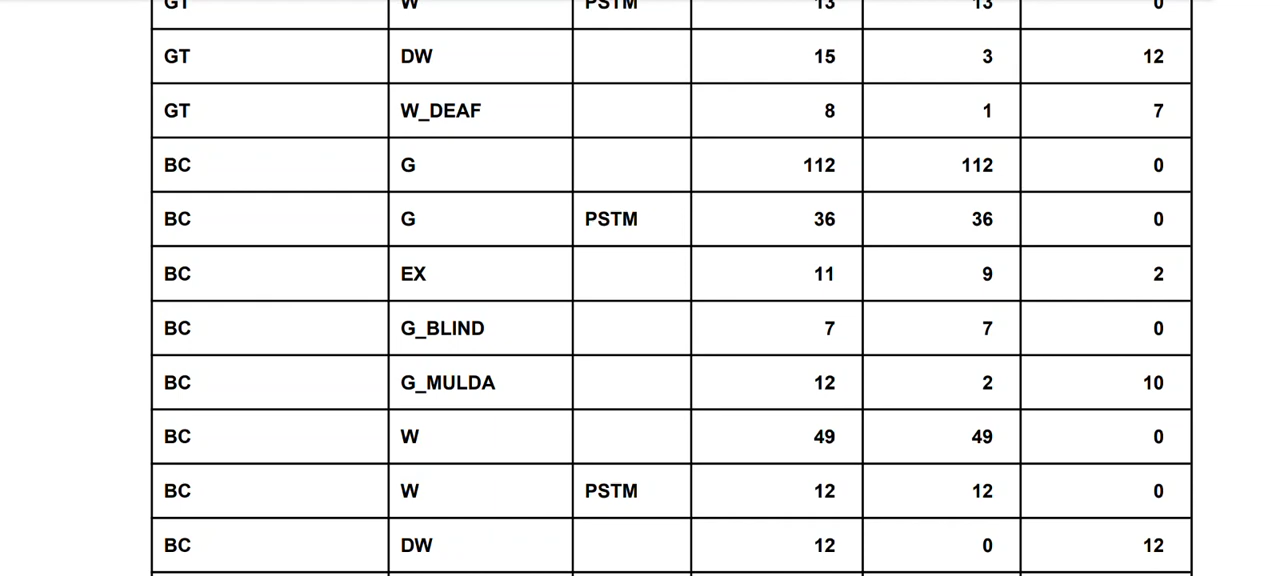 GT W PSTM 13 13 0
GT DW 15 3 12
GT W_DEAF 8 1 7
BC G 112 112 0
BC G PSTM 36 36 0
BC EX 11 9 2
BC G_BLIND 7 7 0
BC G_MULDA 12 2 10
BC W 49 49 0
BC W PSTM 12 12 0
BC DW 12 0 12